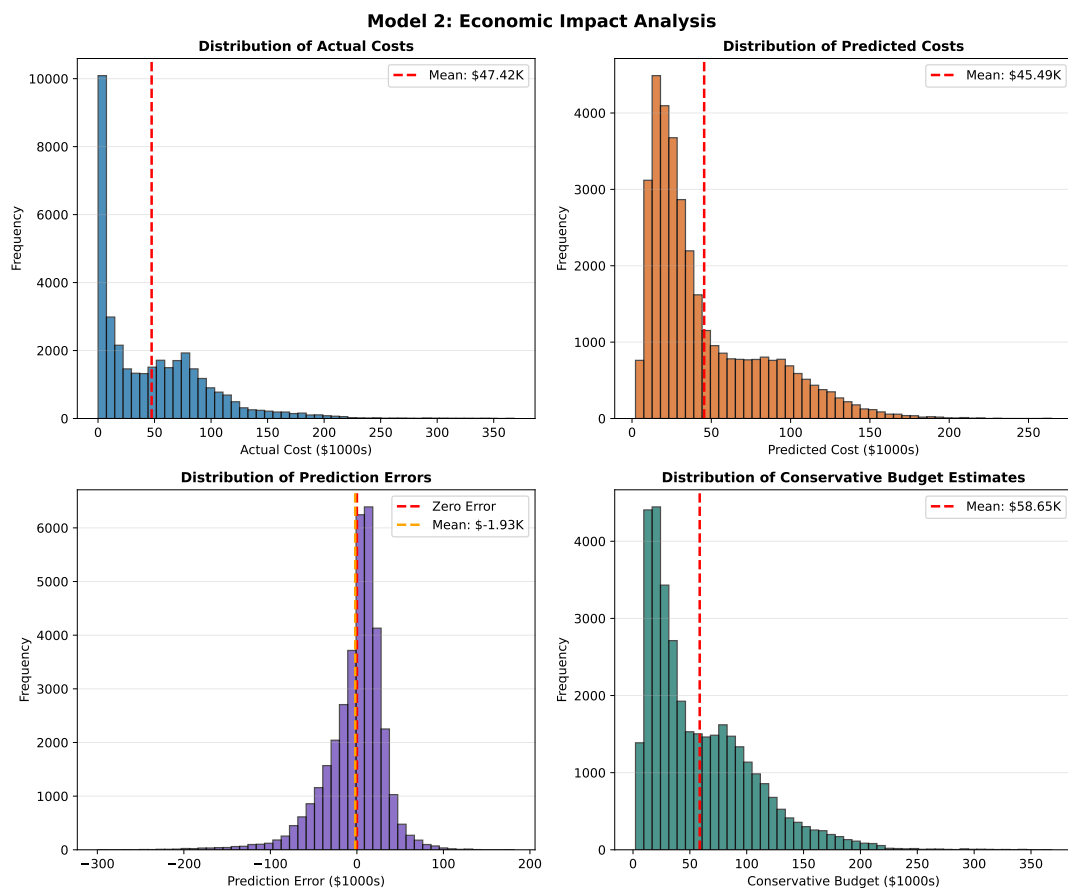 Model 2: Economic Impact Analysis
Distribution of Actual Costs
Mean: $47.42K
10000
8000
6000
4000
2000
0
Frequency
0 50 100 150 200 250 300 350
Actual Cost ($1000s)
Distribution of Predicted Costs
Mean: $45.49K
4000
3000
2000
1000
0
Frequency
0 50 100 150 200 250
Predicted Cost ($1000s)
Distribution of Prediction Errors
Zero Error
Mean: $-1.93K
6000
5000
4000
3000
2000
1000
0
Frequency
−300 −200 −100 0 100 200
Prediction Error ($1000s)
Distribution of Conservative Budget Estimates
Mean: $58.65K
4000
3000
2000
1000
0
Frequency
0 50 100 150 200 250 300 350
Conservative Budget ($1000s)